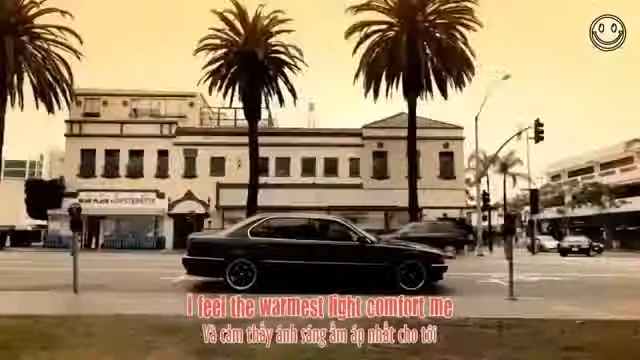 i feel the warmest light comfort me
Và cảm thấy ánh sáng ấm áp nhất cho tôi